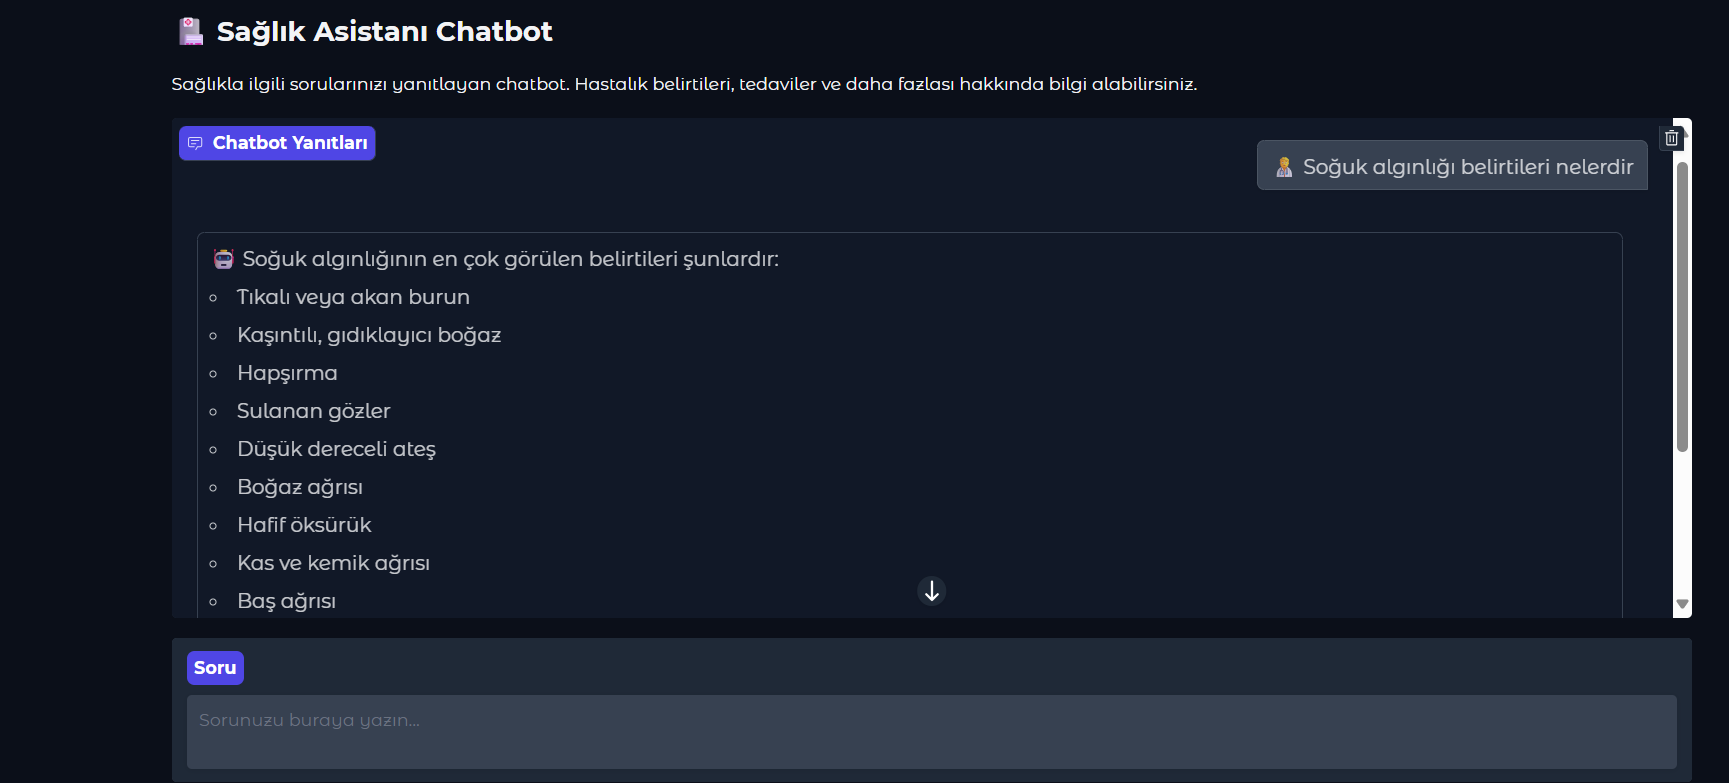 Sağlık Asistanı Chatbot
Sağlıkla ilgili sorularınızı yanıtlayan chatbot. Hastalık belirtileri, tedaviler ve daha fazlası hakkında bilgi alabilirsiniz.
Chatbot Yanıtları
Soğuk algınlığı belirtileri nelerdir
Soğuk algınlığının en çok görülen belirtileri şunlardır:
Tıkalı veya akan burun
Kaşıntılı, gıdıklayıcı boğaz
Hapşırma
Sulanan gözler
Düşük dereceli ateş
Boğaz ağrısı
Hafif öksürük
Kas ve kemik ağrısı
Baş ağrısı
Soru
Sorunuzu buraya yazın...